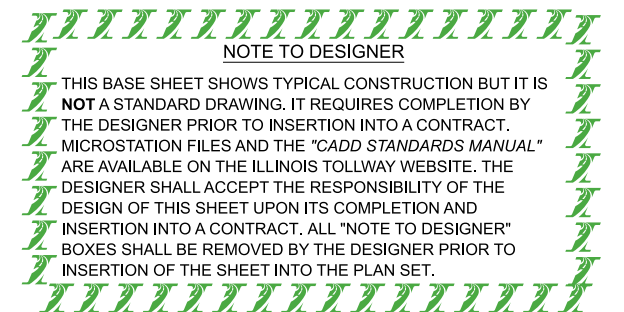 NOTE TO DESIGNER
THIS BASE SHEET SHOWS TYPICAL CONSTRUCTION BUT IT IS
NOT A STANDARD DRAWING. IT REQUIRES COMPLETION BY
THE DESIGNER PRIOR TO INSERTION INTO A CONTRACT.
MICROSTATION FILES AND THE "CADD STANDARDS MANUAL"
ARE AVAILABLE ON THE ILLINOIS TOLLWAY WEBSITE. THE
DESIGNER SHALL ACCEPT THE RESPONSIBILITY OF THE
DESIGN OF THIS SHEET UPON ITS COMPLETION AND
INSERTION INTO A CONTRACT. ALL "NOTE TO DESIGNER"
BOXES SHALL BE REMOVED BY THE DESIGNER PRIOR TO
INSERTION OF THE SHEET INTO THE PLAN SET.